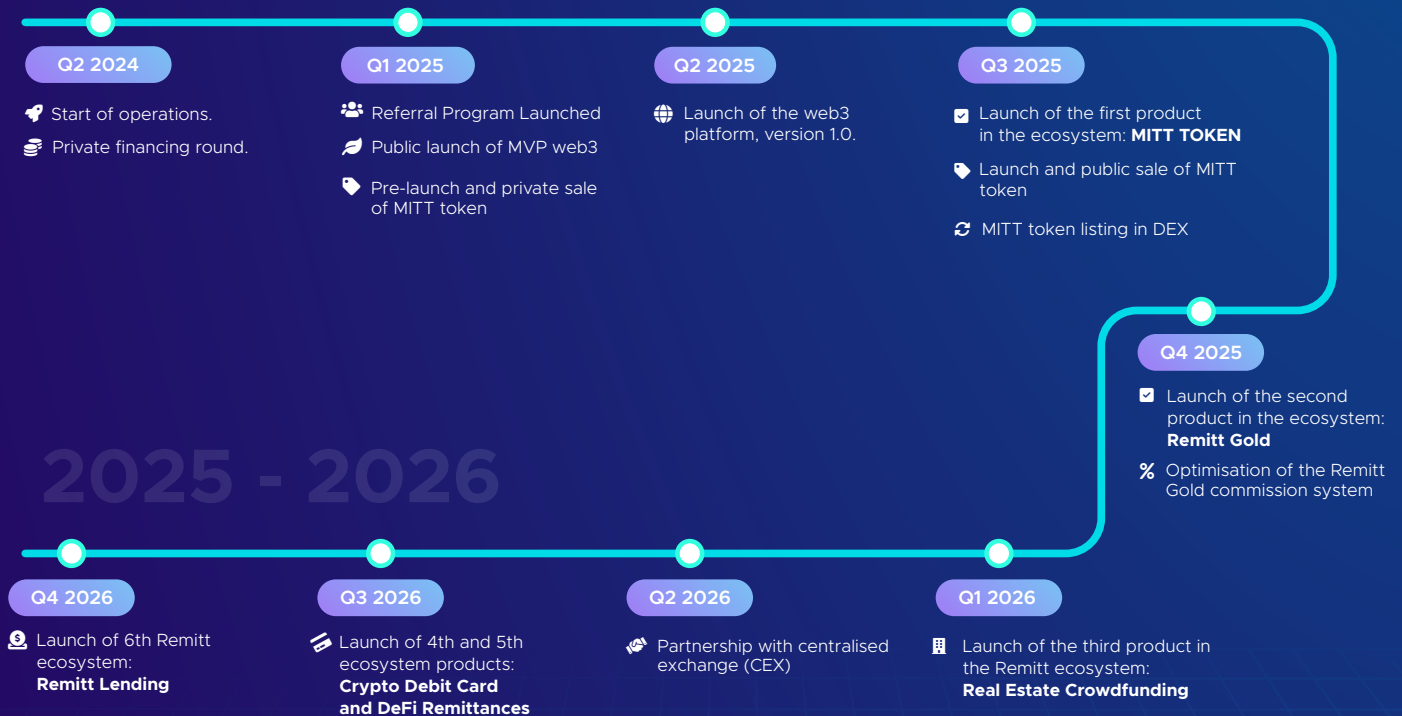 Q2 2024
Start of operations.
Private financing round.
Q1 2025
Referral Program Launched
Public launch of MVP web3
Pre-launch and private sale
of MITT token
Q2 2025
Launch of the web3
platform, version 1.0.
Q3 2025
Launch of the first product
in the ecosystem: MITT TOKEN
Launch and public sale of MITT
token
MITT token listing in DEX
Q4 2025
Launch of the second
product in the ecosystem:
Remitt Gold
Optimisation of the Remitt
Gold commission system
2025 - 2026
Q4 2026
Launch of 6th Remitt
ecosystem:
Remitt Lending
Q3 2026
Launch of 4th and 5th
ecosystem products:
Crypto Debit Card
and DeFi Remittances
Q2 2026
Partnership with centralised
exchange (CEX)
Q1 2026
Launch of the third product in
the Remitt ecosystem:
Real Estate Crowdfunding